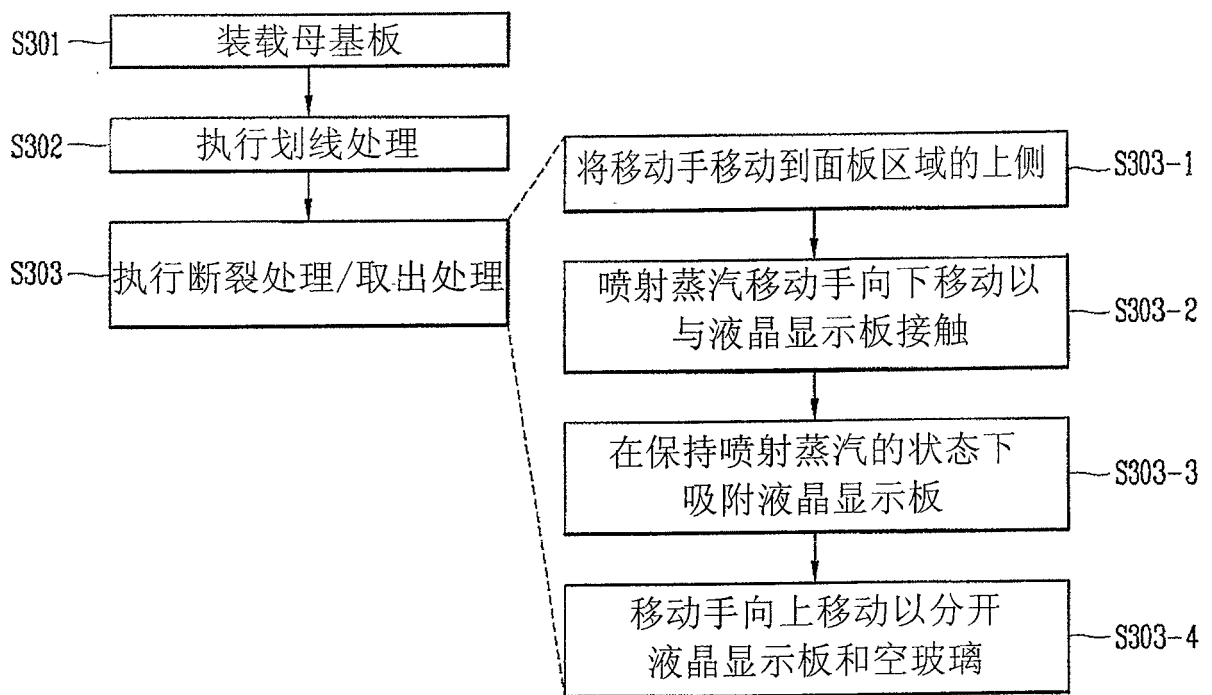 S301
装载母基板
S302
执行划线处理
S303
执行断裂处理/取出处理
将移动手移动到面板区域的上侧
S303-1
喷射蒸汽移动手向下移动以
与液晶显示板接触
S303-2
在保持喷射蒸汽的状态下
吸附液晶显示板
S303-3
移动手向上移动以分开
液晶显示板和空玻璃
S303-4